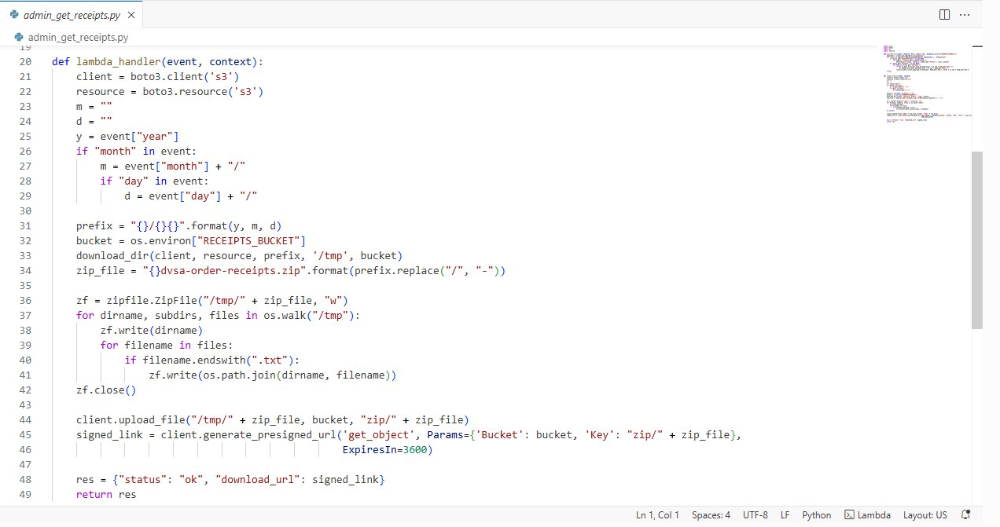 admin_get_receipts.py
admin_get_receipts.py
19
20 def lambda_handler(event, context):
21     client = boto3.client('s3')
22     resource = boto3.resource('s3')
23     m = ""
24     d = ""
25     y = event["year"]
26     if "month" in event:
27         m = event["month"] + "/"
28         if "day" in event:
29             d = event["day"] + "/"
30
31     prefix = "{}/{}{}".format(y, m, d)
32     bucket = os.environ["RECEIPTS_BUCKET"]
33     download_dir(client, resource, prefix, '/tmp', bucket)
34     zip_file = "{}dvsa-order-receipts.zip".format(prefix.replace("/", "-"))
35
36     zf = zipfile.ZipFile("/tmp/" + zip_file, "w")
37     for dirname, subdirs, files in os.walk("/tmp"):
38         zf.write(dirname)
39         for filename in files:
40             if filename.endswith(".txt"):
41                 zf.write(os.path.join(dirname, filename))
42     zf.close()
43
44     client.upload_file("/tmp/" + zip_file, bucket, "zip/" + zip_file)
45     signed_link = client.generate_presigned_url('get_object', Params={'Bucket': bucket, 'Key': "zip/" + zip_file},
46                                                 ExpiresIn=3600)
47
48     res = {"status": "ok", "download_url": signed_link}
49     return res
Ln 1, Col 1 Spaces: 4 UTF-8 LF Python Lambda Layout: US